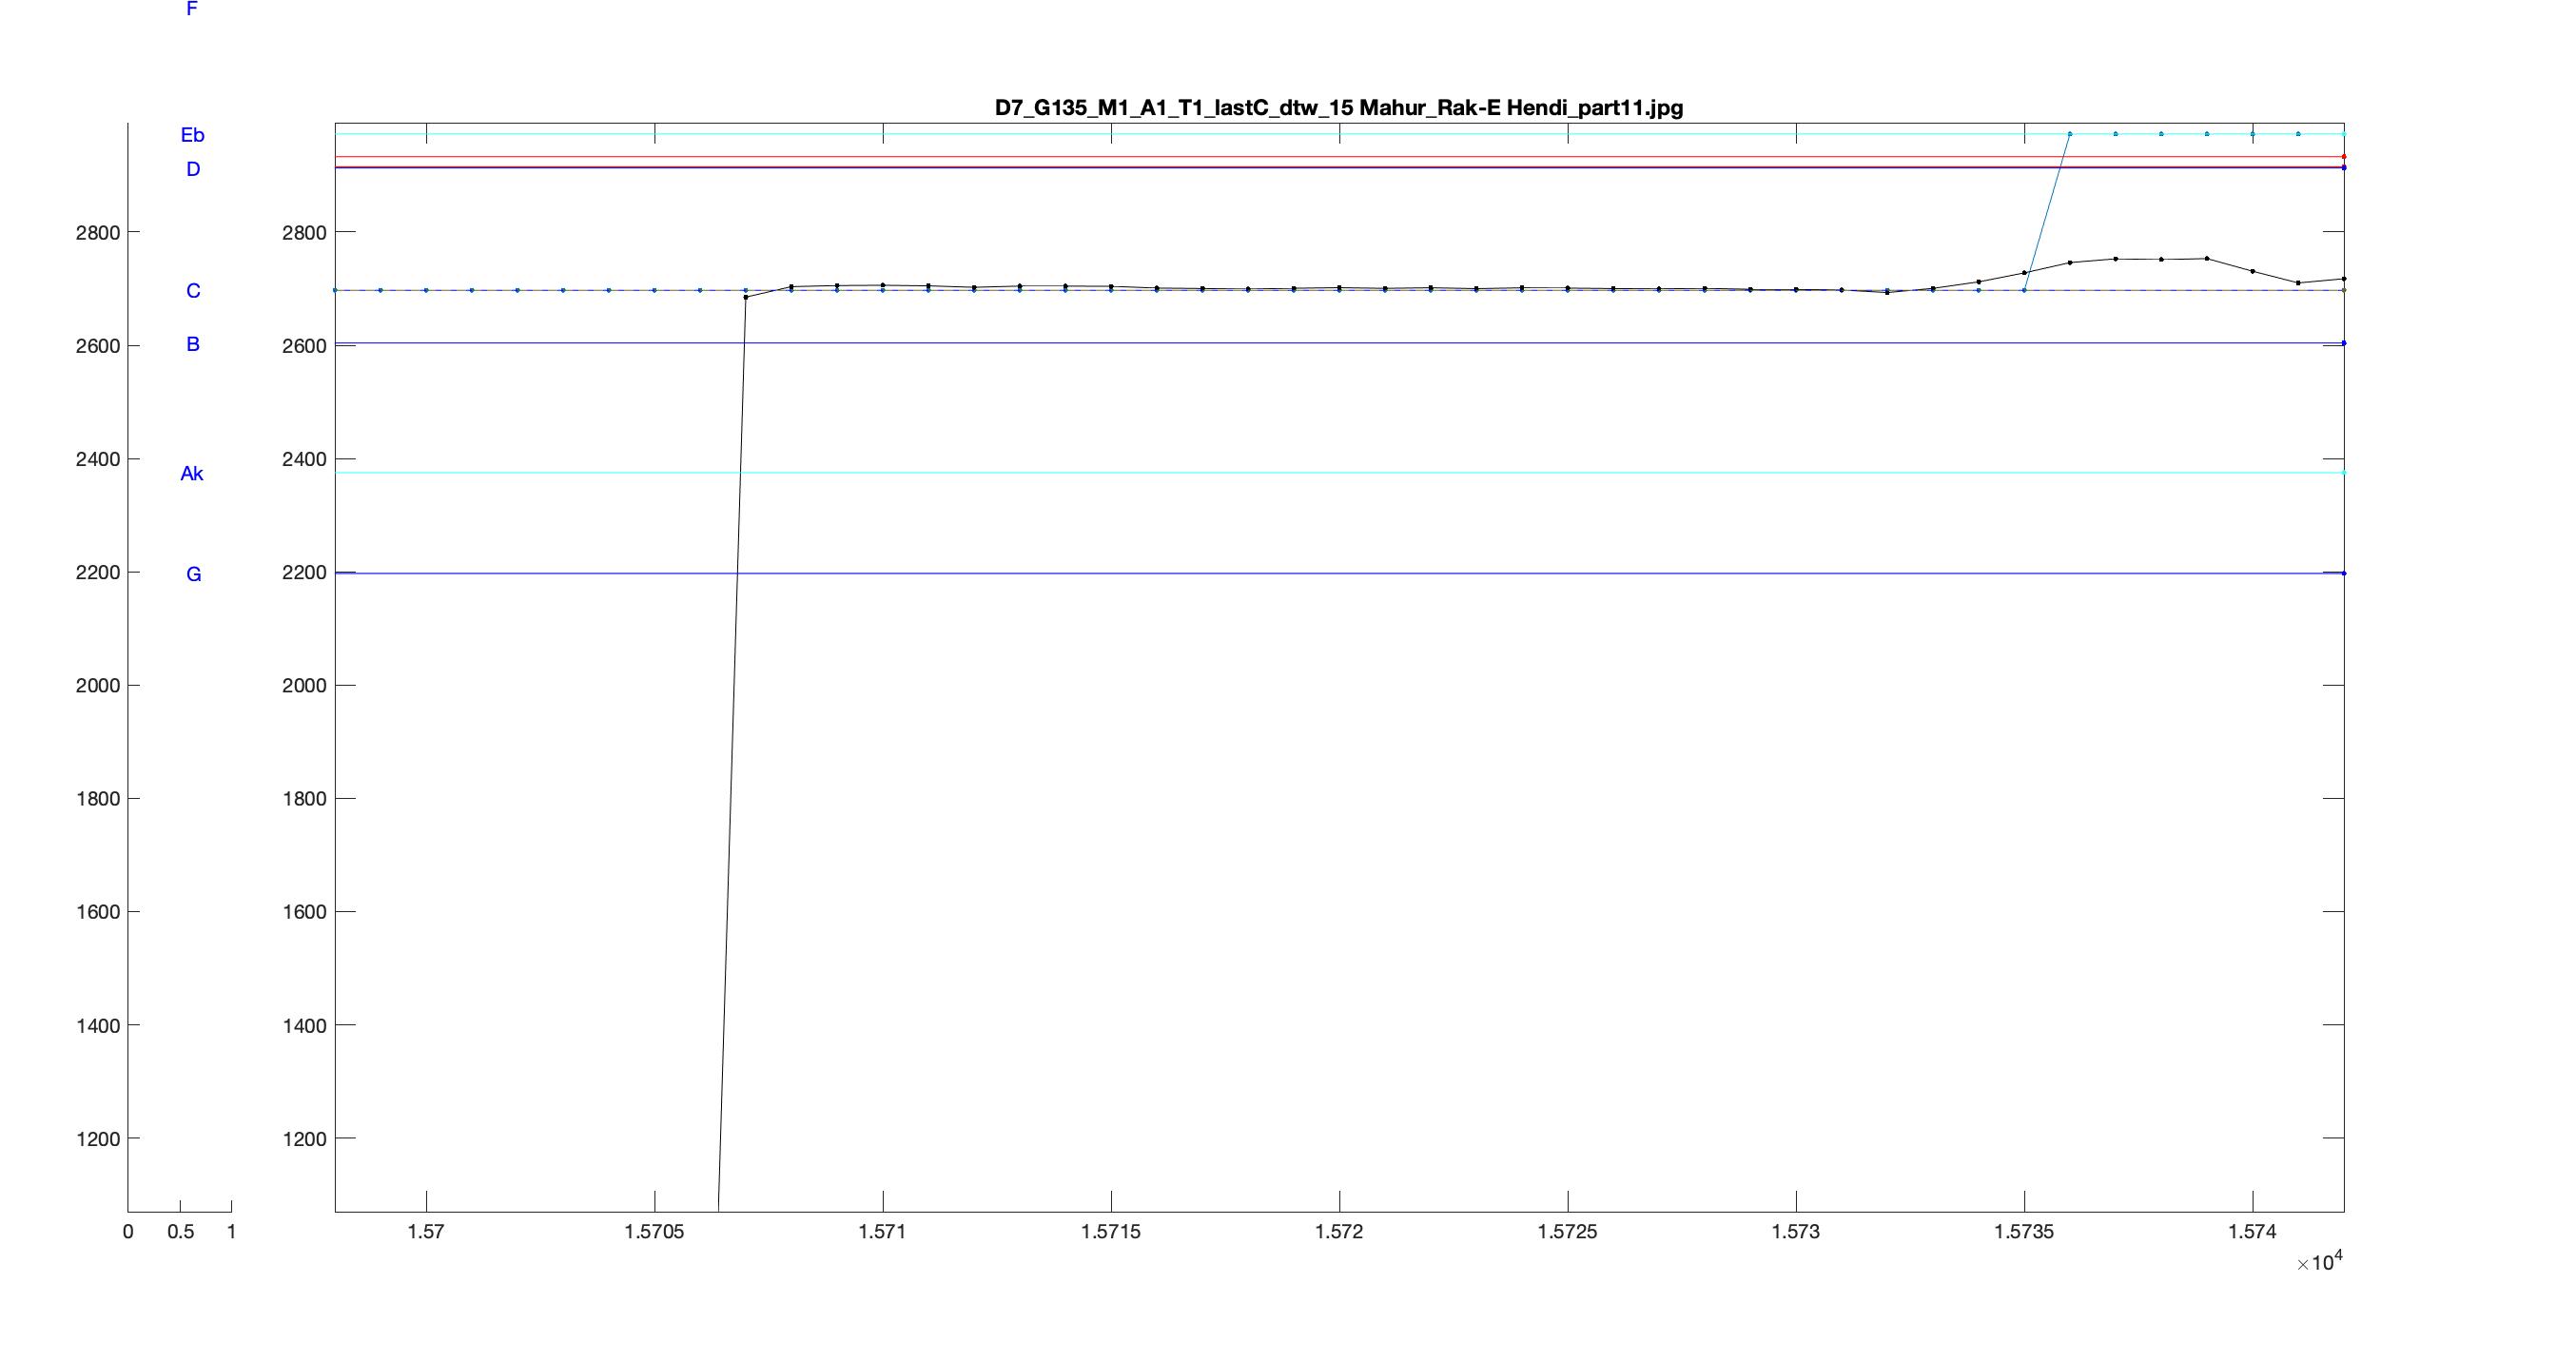 F
D7_G135_M1_A1_T1_lastC_dtw_15 Mahur_Rak-E Hendi_part11.jpg
Eb
D
2800 2800
C
2600 B 2600
2400 2400
Ak
2200 G 2200
2000 2000
1800 1800
1600 1600
1400 1400
1200 1200
0 0.5 1 1.57 1.5705 1.571 1.5715 1.572 1.5725 1.573 1.5735 1.574
×10⁴